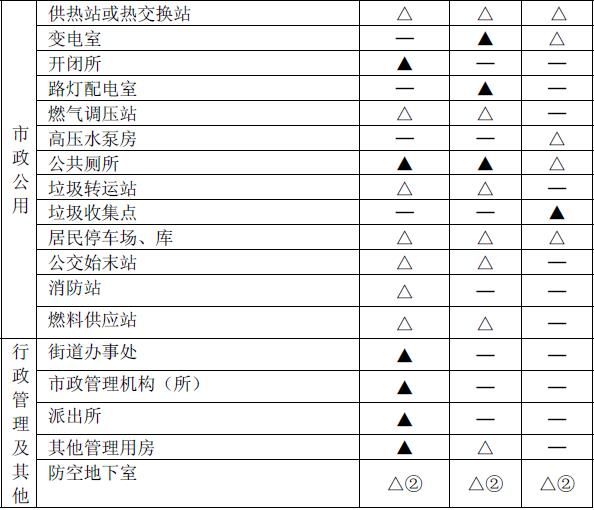 市政公用
供热站或热交换站 △ △ △
变电室 — ▲ △
开闭所 ▲ — —
路灯配电室 — ▲ —
燃气调压站 △ △ —
高压水泵房 — — △
公共厕所 ▲ ▲ △
垃圾转运站 △ △ —
垃圾收集点 — — ▲
居民停车场、库 △ △ △
公交始末站 △ △ —
消防站 △ — —
燃料供应站 △ △ —
行政管理及其他
街道办事处 ▲ — —
市政管理机构（所） ▲ — —
派出所 ▲ — —
其他管理用房 ▲ △ —
防空地下室 △② △② △②